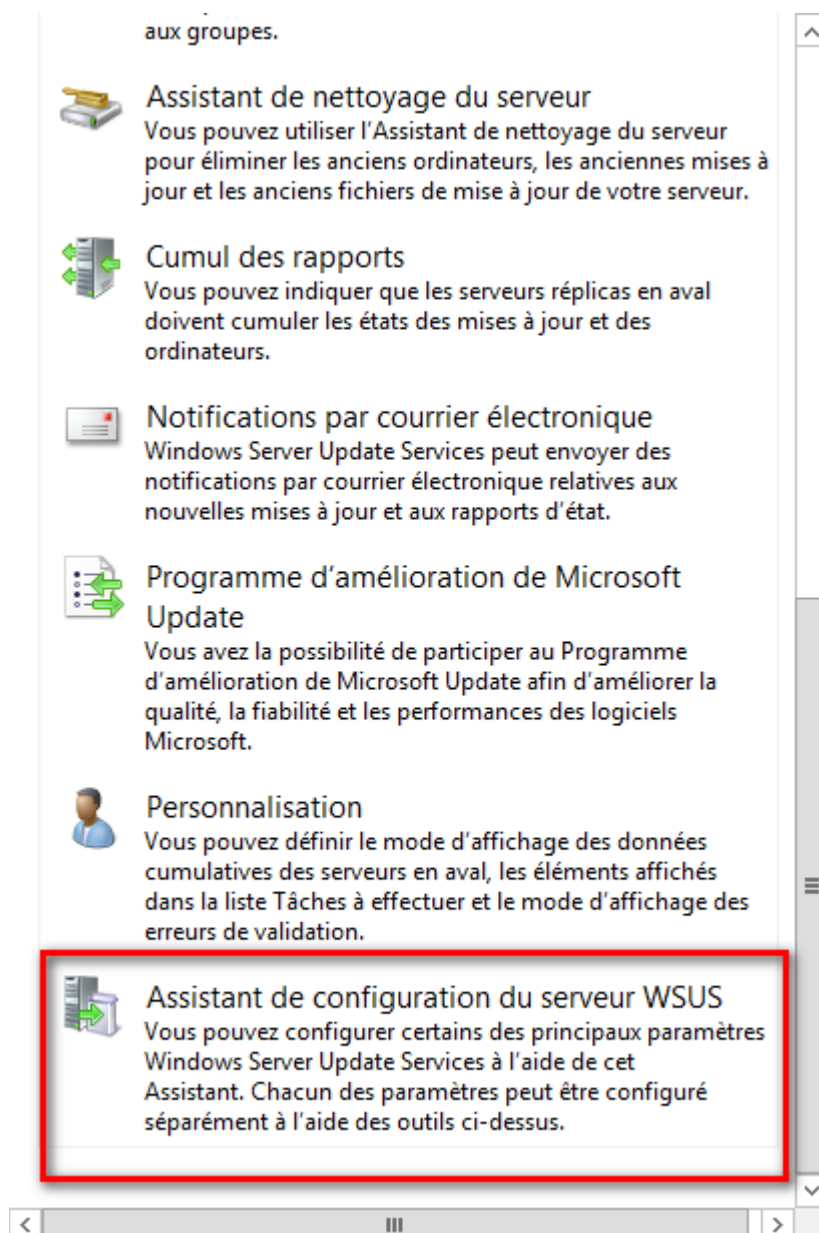 aux groupes.
Assistant de nettoyage du serveur
Vous pouvez utiliser l'Assistant de nettoyage du serveur
pour éliminer les anciens ordinateurs, les anciennes mises à
jour et les anciens fichiers de mise à jour de votre serveur.
Cumul des rapports
Vous pouvez indiquer que les serveurs réplicas en aval
doivent cumuler les états des mises à jour et des
ordinateurs.
Notifications par courrier électronique
Windows Server Update Services peut envoyer des
notifications par courrier électronique relatives aux
nouvelles mises à jour et aux rapports d'état.
Programme d'amélioration de Microsoft
Update
Vous avez la possibilité de participer au Programme
d'amélioration de Microsoft Update afin d'améliorer la
qualité, la fiabilité et les performances des logiciels
Microsoft.
Personnalisation
Vous pouvez définir le mode d'affichage des données
cumulatives des serveurs en aval, les éléments affichés
dans la liste Tâches à effectuer et le mode d'affichage des
erreurs de validation.
Assistant de configuration du serveur WSUS
Vous pouvez configurer certains des principaux paramètres
Windows Server Update Services à l'aide de cet
Assistant. Chacun des paramètres peut être configuré
séparément à l'aide des outils ci-dessus.